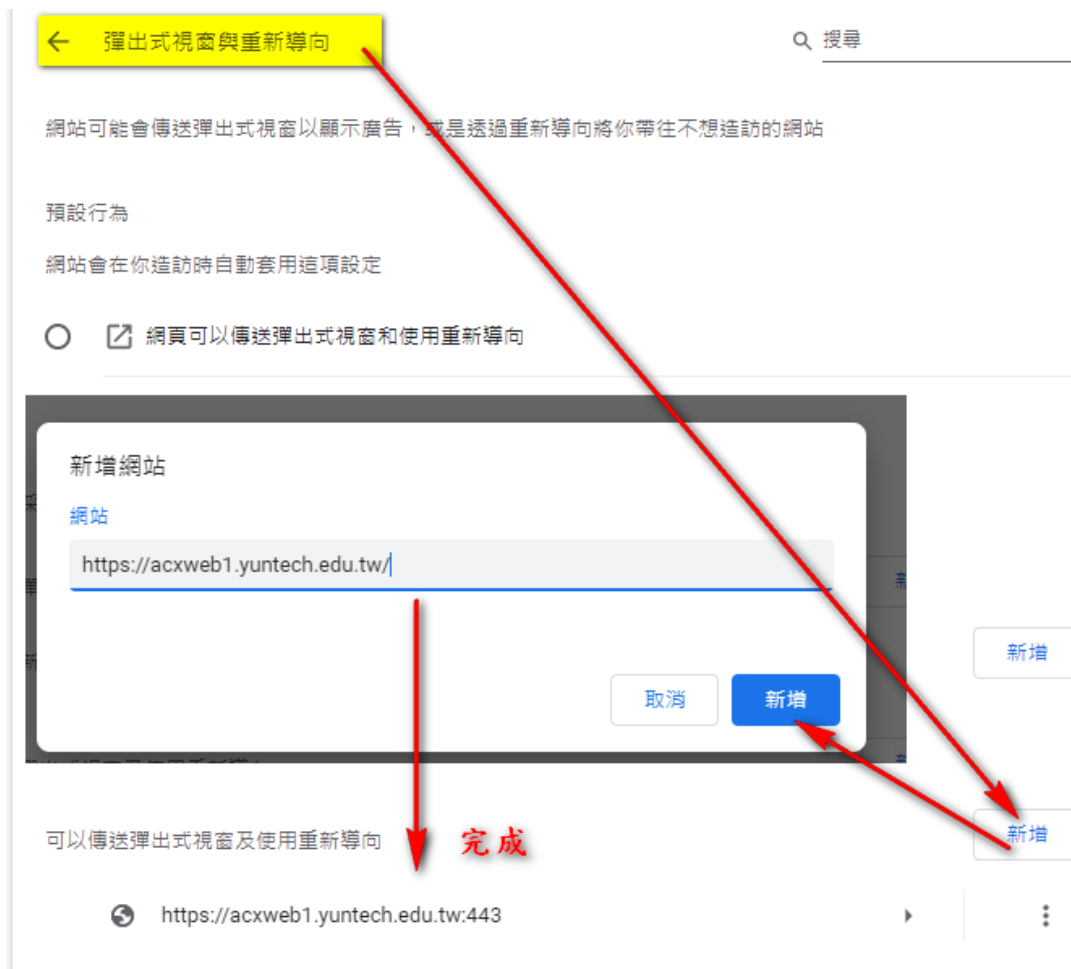 彈出式視窗與重新導向
搜尋
網站可能會傳送彈出式視窗以顯示廣告，或是透過重新導向將你帶往不想造訪的網站
預設行為
網站會在你造訪時自動套用這項設定
網頁可以傳送彈出式視窗和使用重新導向
新增網站
網站
https://acxweb1.yuntech.edu.tw/
新增
取消
新增
可以傳送彈出式視窗及使用重新導向
完成
新增
https://acxweb1.yuntech.edu.tw:443